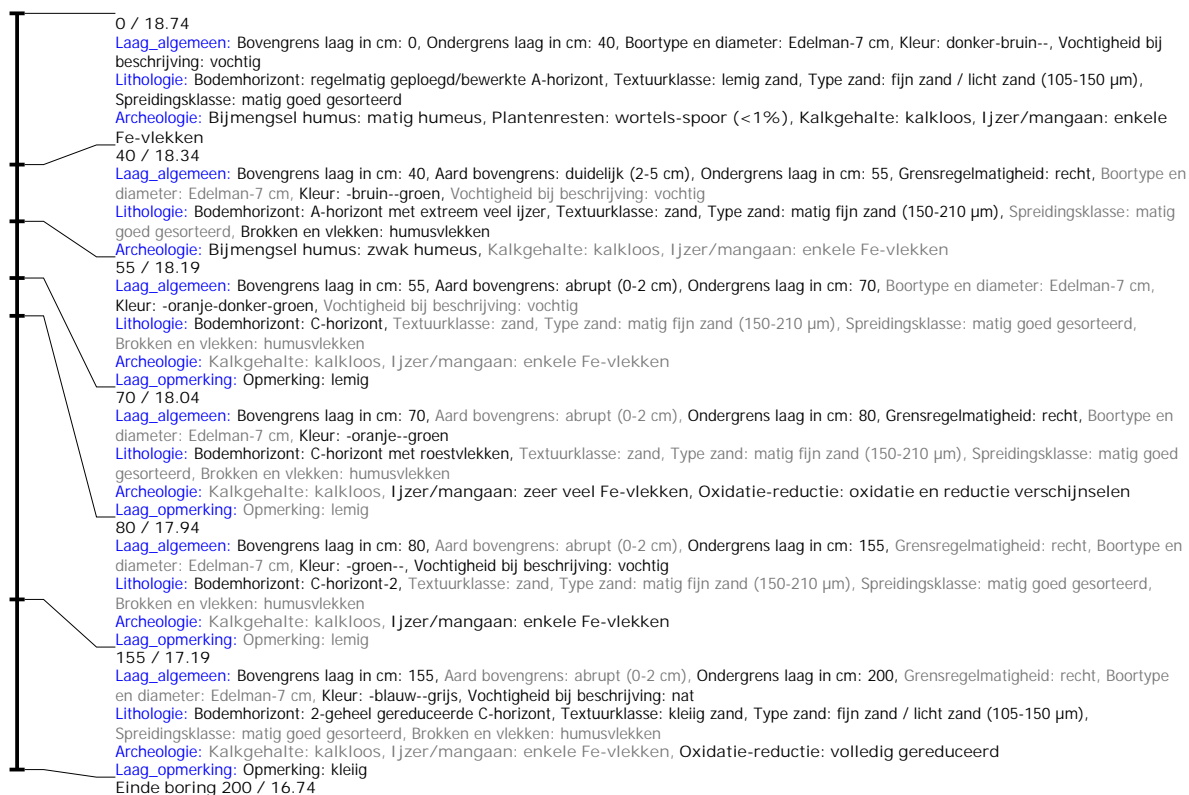 0 / 18.74
Laag_algemeen: Bovengrens laag in cm: 0, Ondergrens laag in cm: 40, Boortype en diameter: Edelman-7 cm, Kleur: donker-bruin--, Vochtigheid bij
beschrijving: vochtig
Lithologie: Bodemhorizont: regelmatig geploegd/bewerkte A-horizont, Textuurklasse: lemig zand, Type zand: fijn zand / licht zand (105-150 µm),
Spreidingsklasse: matig goed gesorteerd
Archeologie: Bijmengsel humus: matig humeus, Plantenresten: wortels-spoor (<1%), Kalkgehalte: kalkloos, Ijzer/mangaan: enkele
Fe-vlekken
40 / 18.34
Laag_algemeen: Bovengrens laag in cm: 40, Aard bovengrens: duidelijk (2-5 cm), Ondergrens laag in cm: 55, Grensregelmatigheid: recht, Boortype en
diameter: Edelman-7 cm, Kleur: -bruin--groen, Vochtigheid bij beschrijving: vochtig
Lithologie: Bodemhorizont: A-horizont met extreem veel ijzer, Textuurklasse: zand, Type zand: matig fijn zand (150-210 µm), Spreidingsklasse: matig
goed gesorteerd, Brokken en vlekken: humusvlekken
Archeologie: Bijmengsel humus: zwak humeus, Kalkgehalte: kalkloos, Ijzer/mangaan: enkele Fe-vlekken
55 / 18.19
Laag_algemeen: Bovengrens laag in cm: 55, Aard bovengrens: abrupt (0-2 cm), Ondergrens laag in cm: 70, Boortype en diameter: Edelman-7 cm,
Kleur: -oranje-donker-groen, Vochtigheid bij beschrijving: vochtig
Lithologie: Bodemhorizont: C-horizont, Textuurklasse: zand, Type zand: matig fijn zand (150-210 µm), Spreidingsklasse: matig goed gesorteerd,
Brokken en vlekken: humusvlekken
Archeologie: Kalkgehalte: kalkloos, Ijzer/mangaan: enkele Fe-vlekken
Laag_opmerking: Opmerking: lemig
70 / 18.04
Laag_algemeen: Bovengrens laag in cm: 70, Aard bovengrens: abrupt (0-2 cm), Ondergrens laag in cm: 80, Grensregelmatigheid: recht, Boortype en
diameter: Edelman-7 cm, Kleur: -oranje--groen
Lithologie: Bodemhorizont: C-horizont met roestvlekken, Textuurklasse: zand, Type zand: matig fijn zand (150-210 µm), Spreidingsklasse: matig goed
gesorteerd, Brokken en vlekken: humusvlekken
Archeologie: Kalkgehalte: kalkloos, Ijzer/mangaan: zeer veel Fe-vlekken, Oxidatie-reductie: oxidatie en reductie verschijnselen
Laag_opmerking: Opmerking: lemig
80 / 17.94
Laag_algemeen: Bovengrens laag in cm: 80, Aard bovengrens: abrupt (0-2 cm), Ondergrens laag in cm: 155, Grensregelmatigheid: recht, Boortype en
diameter: Edelman-7 cm, Kleur: -groen--, Vochtigheid bij beschrijving: vochtig
Lithologie: Bodemhorizont: C-horizont-2, Textuurklasse: zand, Type zand: matig fijn zand (150-210 µm), Spreidingsklasse: matig goed gesorteerd,
Brokken en vlekken: humusvlekken
Archeologie: Kalkgehalte: kalkloos, Ijzer/mangaan: enkele Fe-vlekken
Laag_opmerking: Opmerking: lemig
155 / 17.19
Laag_algemeen: Bovengrens laag in cm: 155, Aard bovengrens: abrupt (0-2 cm), Ondergrens laag in cm: 200, Grensregelmatigheid: recht, Boortype
en diameter: Edelman-7 cm, Kleur: -blauw--grijs, Vochtigheid bij beschrijving: nat
Lithologie: Bodemhorizont: 2-geheel gereduceerde C-horizont, Textuurklasse: kleiig zand, Type zand: fijn zand / licht zand (105-150 µm),
Spreidingsklasse: matig goed gesorteerd, Brokken en vlekken: humusvlekken
Archeologie: Kalkgehalte: kalkloos, Ijzer/mangaan: enkele Fe-vlekken, Oxidatie-reductie: volledig gereduceerd
Laag_opmerking: Opmerking: kleiig
Einde boring 200 / 16.74